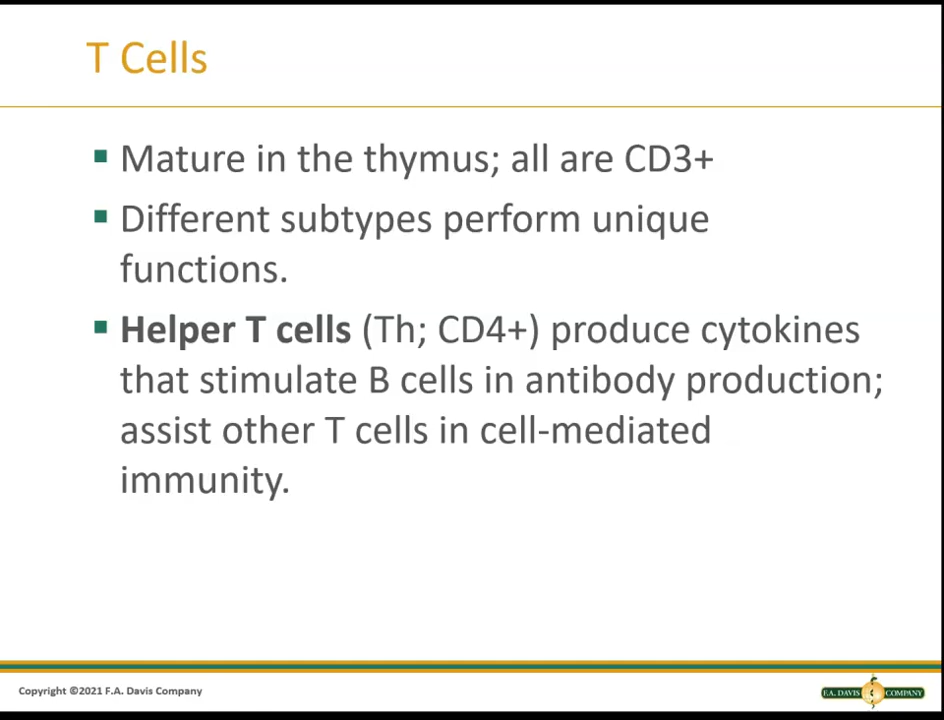 T Cells
Mature in the thymus; all are CD3+
Different subtypes perform unique
functions.
Helper T cells (Th; CD4+) produce cytokines
that stimulate B cells in antibody production;
assist other T cells in cell-mediated
immunity.
Copyright ©2021 F.A. Davis Company
F.A. DAVIS COMPANY